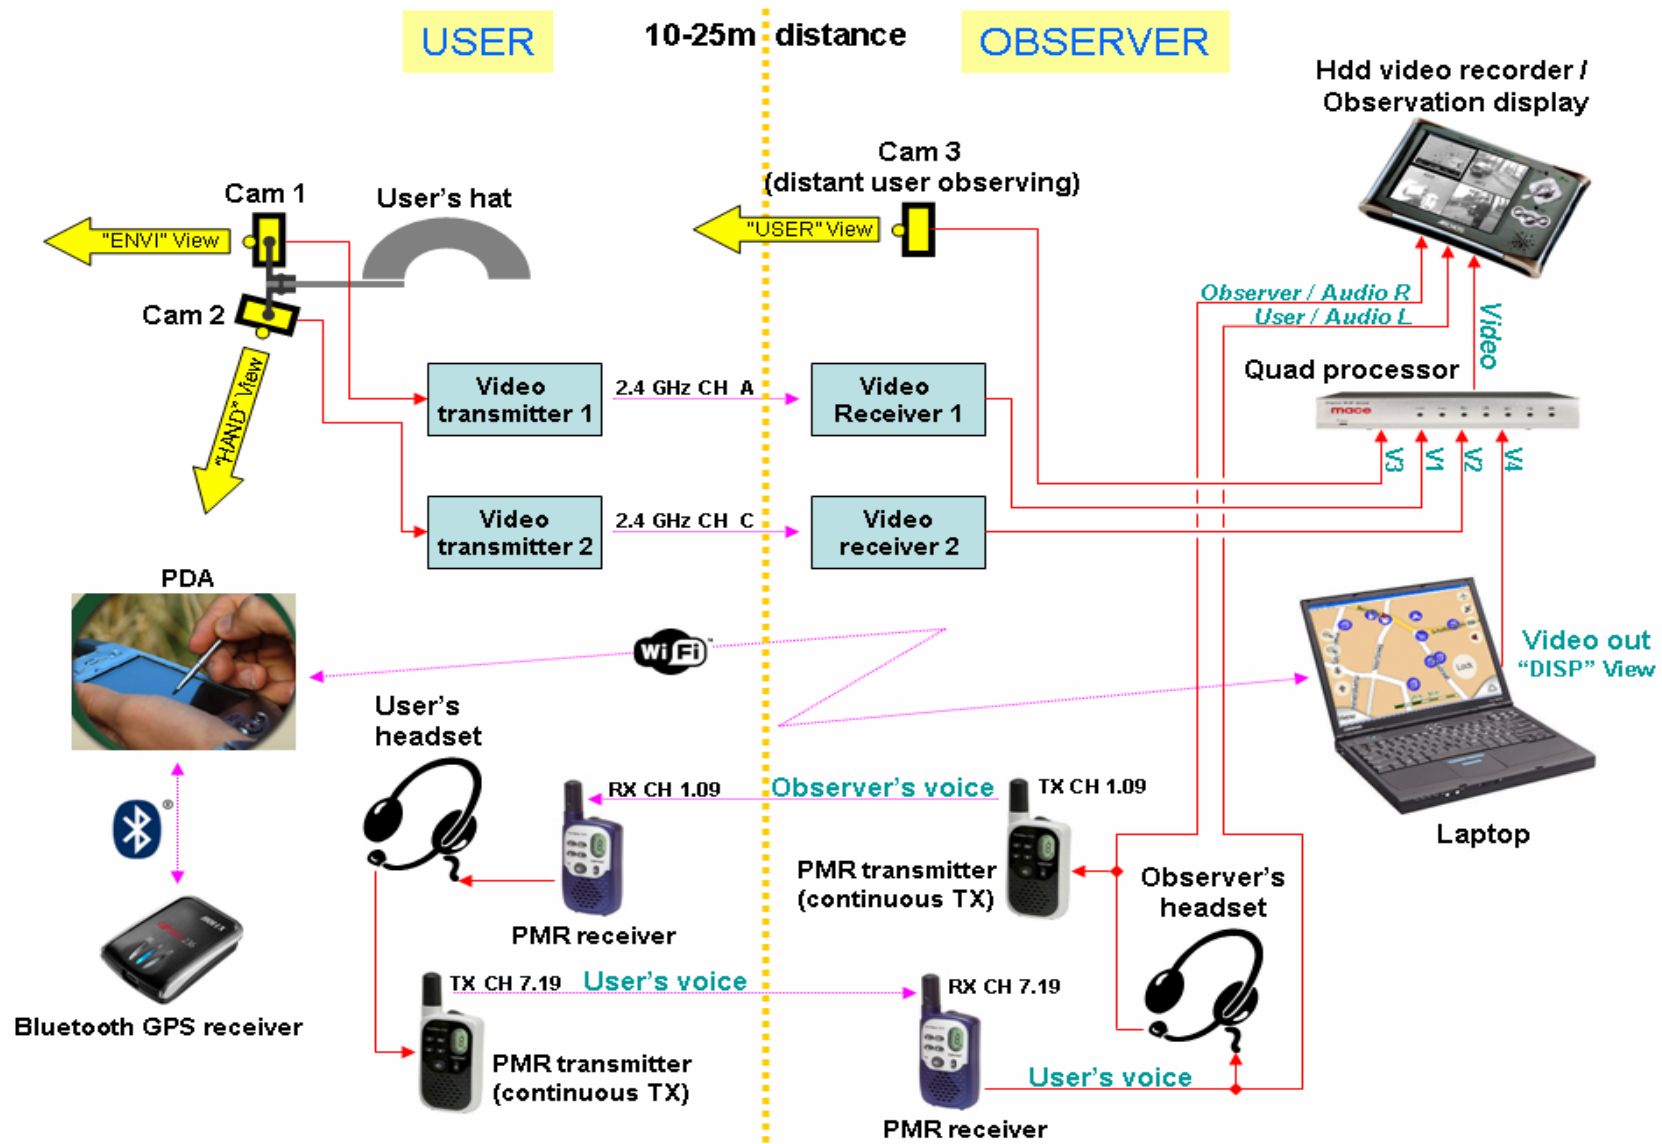 USER
10-25m distance
OBSERVER
Hdd video recorder /
Observation display
Cam 3
(distant user observing)
Cam 1
User's hat
"ENVI" View
"USER" View
Cam 2
"HAND" View
Observer / Audio R
User / Audio L
Video
Quad processor
mace
Video
transmitter 1
2.4 GHz CH A
Video
Receiver 1
V3
V1
V2
V4
Video
transmitter 2
2.4 GHz CH C
Video
receiver 2
PDA
Wi Fi
Video out
"DISP" View
Laptop
User's
headset
RX CH 1.09
Observer's voice
TX CH 1.09
PMR transmitter
(continuous TX)
Observer's
headset
PMR receiver
Bluetooth GPS receiver
TX CH 7.19
User's voice
RX CH 7.19
PMR transmitter
(continuous TX)
User's voice
PMR receiver